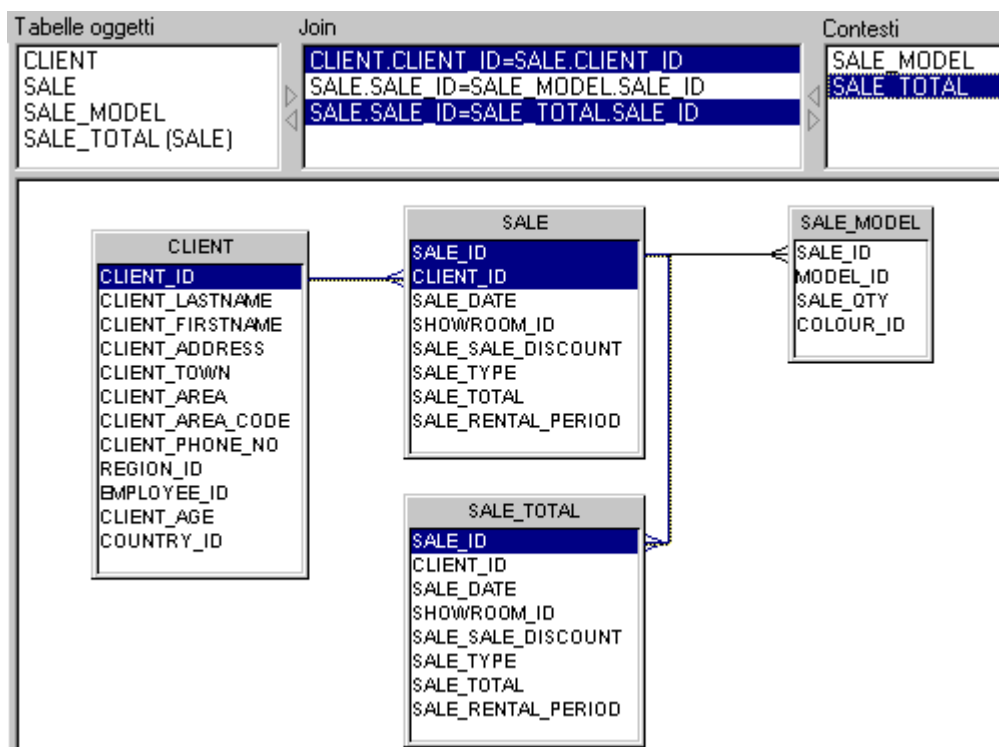 Tabelle oggetti
CLIENT
SALE
SALE_MODEL
SALE_TOTAL (SALE)
Join
CLIENT.CLIENT_ID=SALE.CLIENT_ID
SALE.SALE_ID=SALE_MODEL.SALE_ID
SALE.SALE_ID=SALE_TOTAL.SALE_ID
Contesti
SALE_MODEL
SALE_TOTAL
CLIENT
CLIENT_ID
CLIENT_LASTNAME
CLIENT_FIRSTNAME
CLIENT_ADDRESS
CLIENT_TOWN
CLIENT_AREA
CLIENT_AREA_CODE
CLIENT_PHONE_NO
REGION_ID
EMPLOYEE_ID
CLIENT_AGE
COUNTRY_ID
SALE
SALE_ID
CLIENT_ID
SALE_DATE
SHOWROOM_ID
SALE_SALE_DISCOUNT
SALE_TYPE
SALE_TOTAL
SALE_RENTAL_PERIOD
SALE_MODEL
SALE_ID
MODEL_ID
SALE_QTY
COLOUR_ID
SALE_TOTAL
SALE_ID
CLIENT_ID
SALE_DATE
SHOWROOM_ID
SALE_SALE_DISCOUNT
SALE_TYPE
SALE_TOTAL
SALE_RENTAL_PERIOD